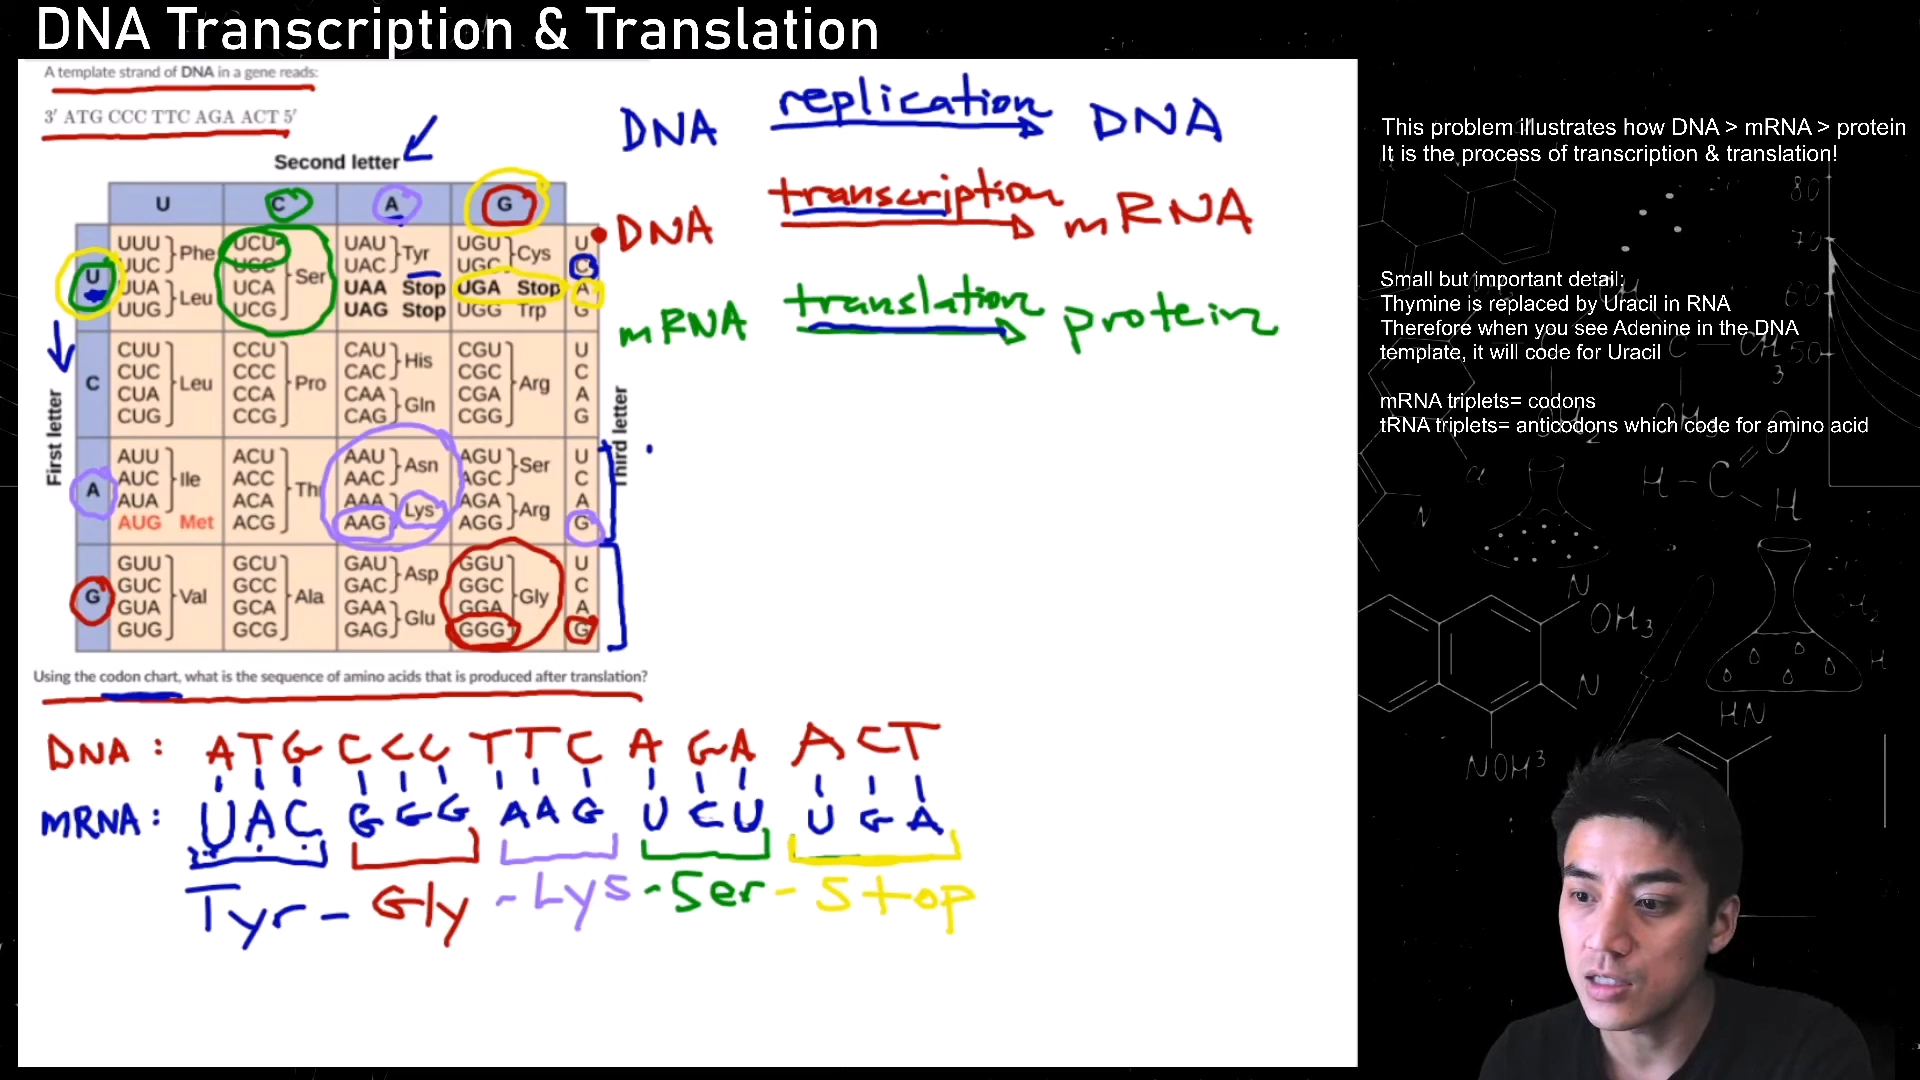 DNA Transcription & Translation
A template strand of DNA in a gene reads:
3' ATG CCC TTC AGA ACT 5'
Second letter
U C A G
First letter
Third letter
U
UUU UUC Phe
UUA UUG Leu
UCU UCC UCA UCG Ser
UAU UAC Tyr
UAA Stop
UAG Stop
UGU UGC Cys
UGA Stop
UGG Trp
U C A G
C
CUU CUC CUA CUG Leu
CCU CCC CCA CCG Pro
CAU CAC His
CAA CAG Gln
CGU CGC CGA CGG Arg
U C A G
A
AUU AUC AUA Ile
AUG Met
ACU ACC ACA ACG Th
AAU AAC Asn
AAA AAG Lys
AGU AGC Ser
AGA AGG Arg
U C A G
G
GUU GUC GUA GUG Val
GCU GCC GCA GCG Ala
GAU GAC Asp
GAA GAG Glu
GGU GGC GGA GGG Gly
U C A G
Using the codon chart, what is the sequence of amino acids that is produced after translation?
DNA replication DNA
DNA transcription mRNA
mRNA translation protein
DNA: ATG CCC TTC AGA ACT
MRNA: UAC GGG AAG UCU UGA
Tyr - Gly - Lys - Ser - Stop
This problem illustrates how DNA > mRNA > protein
It is the process of transcription & translation!
Small but important detail:
Thymine is replaced by Uracil in RNA
Therefore when you see Adenine in the DNA
template, it will code for Uracil
mRNA triplets= codons
tRNA triplets= anticodons which code for amino acid
80
70
60
50
H-C
O
H
N
OH3
N
HN
NOH3